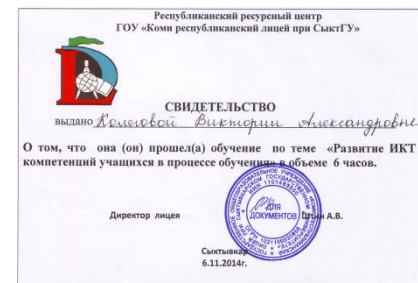 Республиканский ресурсный центр
ГОУ «Коми республиканский лицей при СыктГУ»
СВИДЕТЕЛЬСТВО
выдано Колеговой Виктории Александровне
О том, что она (он) прошел(а) обучение по теме «Развитие ИКТ
компетенций учащихся в процессе обучения» в объеме 6 часов.
Директор лицея
ДЛЯ
ДОКУМЕНТОВ
Штин А.В.
Сыктывкар
6.11.2014г.